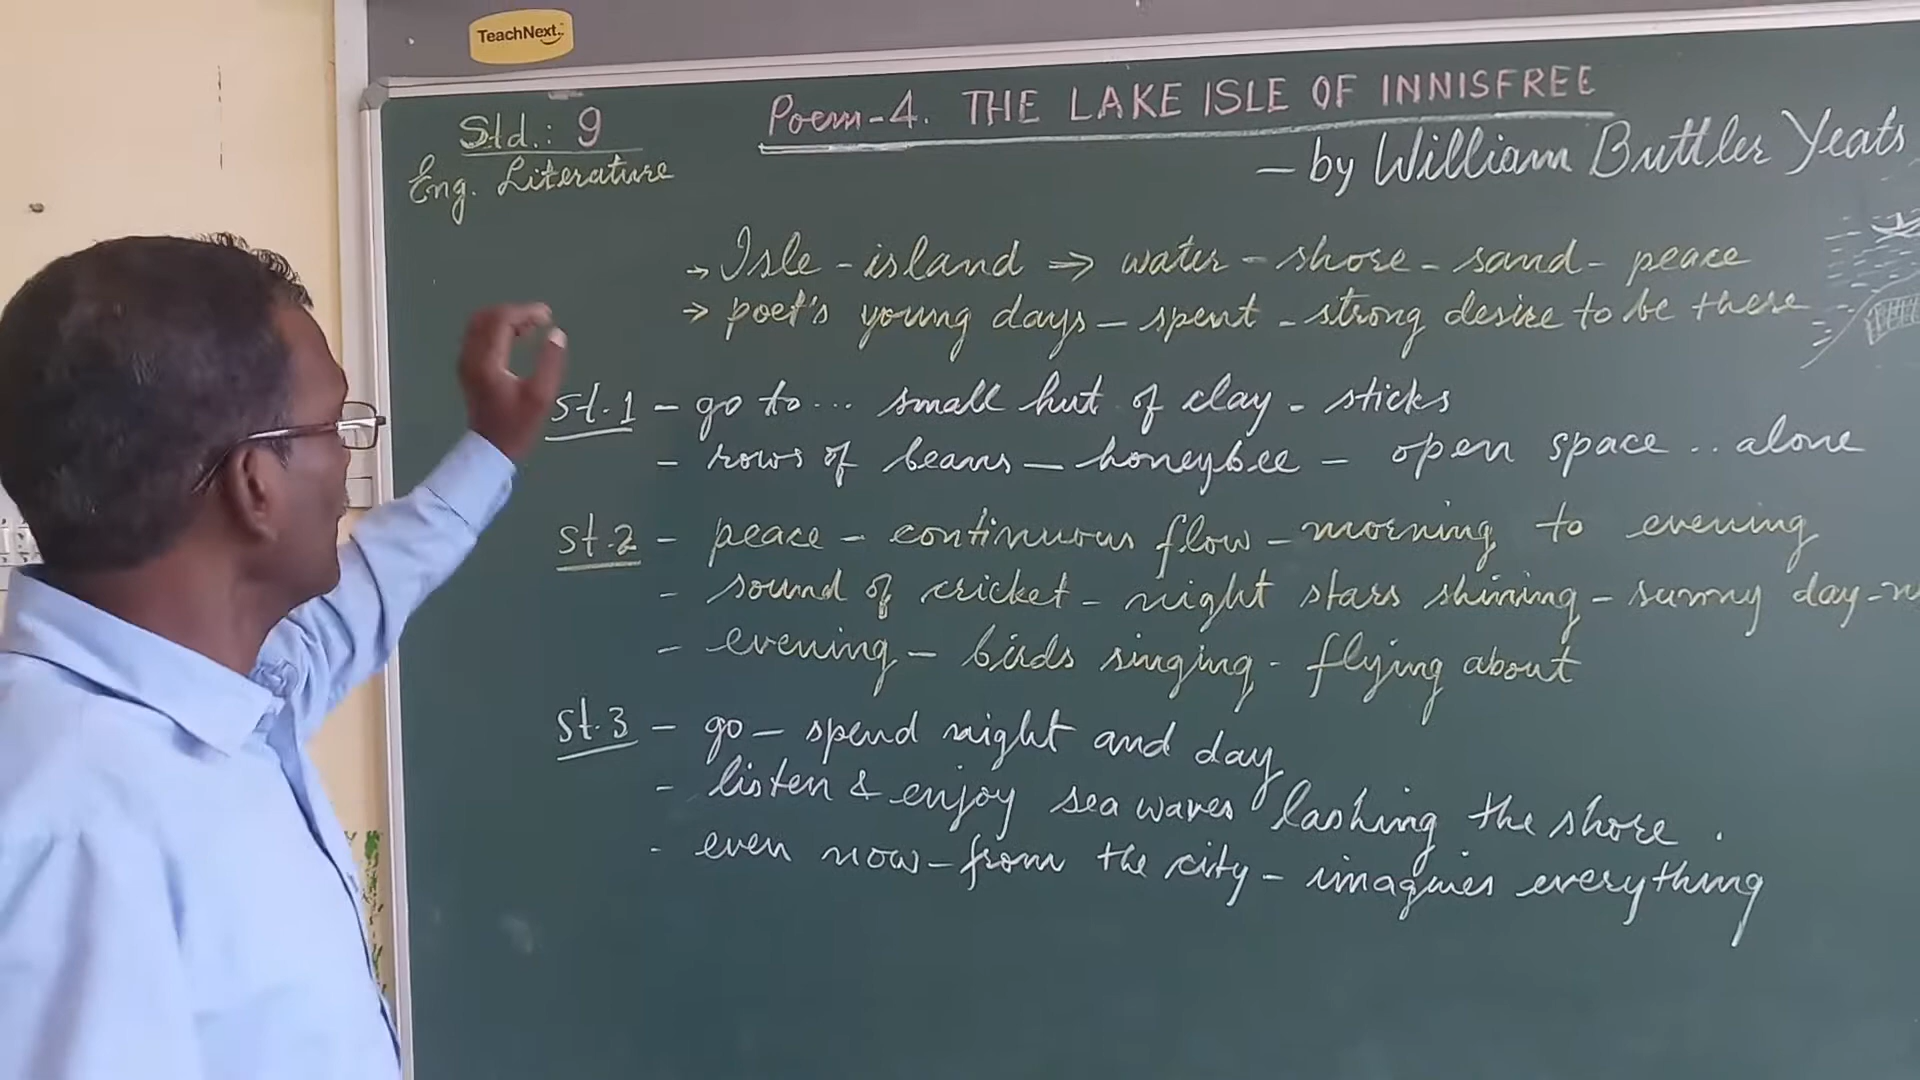 TeachNext
Std.: 9
Eng. Literature
Poem-4. THE LAKE ISLE OF INNISFREE
- by William Buttler Yeats
→ Isle - island ⇒ water - shore - sand - peace
→ poet's young days - spent - strong desire to be there
St.1 - go to... small hut of clay - sticks
- rows of beans - honeybee - open space .. alone
St.2 - peace - continuous flow - morning to evening
- sound of cricket - night stars shining - sunny day -
- evening - birds singing - flying about
St.3 - go - spend night and day
- listen & enjoy sea waves lashing the shore.
- even now - from the city - imagines everything